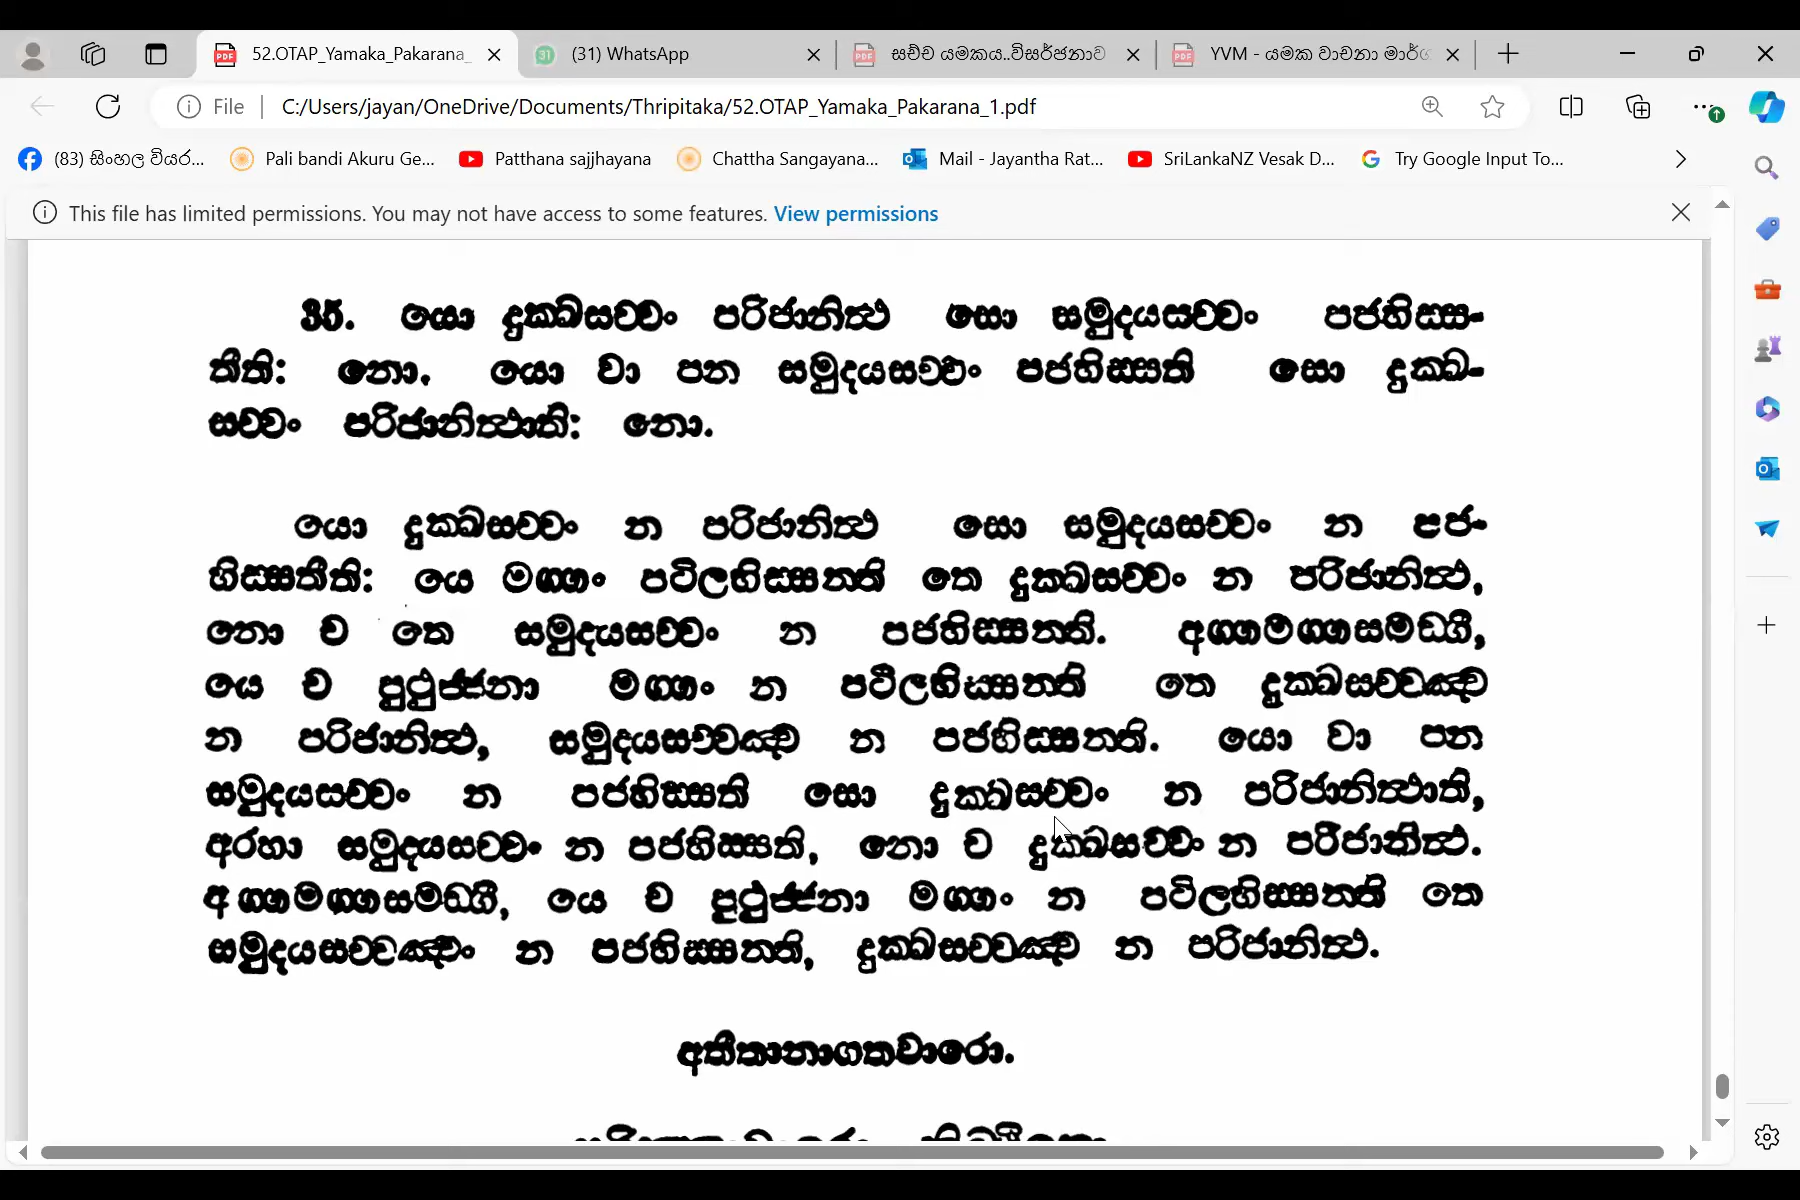 52.OTAP_Yamaka_Pakarana_
(31) WhatsApp
සච්ච යමකය..විසර්ජනාව
YVM - යමක වාචනා මාර්ග
File
C:/Users/jayan/OneDrive/Documents/Thripitaka/52.OTAP_Yamaka_Pakarana_1.pdf
(83) සිංහල වියර...
Pali bandi Akuru Ge...
Patthana sajjhayana
Chattha Sangayana...
Mail - Jayantha Rat...
SriLankaNZ Vesak D...
Try Google Input To...
This file has limited permissions. You may not have access to some features. View permissions
35. යො දුක්ඛසච්චං පරිජානිත්ථ සො සමුදයසච්චං පජහිස්ස-
තීති: නො. යො වා පන සමුදයසච්චං පජහිස්සති සො දුක්ඛ-
සච්චං පරිජානිත්ථාති: නො.
යො දුක්ඛසච්චං න පරිජානිත්ථ සො සමුදයසච්චං න පජ-
හිස්සතීති: යෙ මග්ගං පටිලභිස්සන්ති තෙ දුක්ඛසච්චං න පරිජානිත්ථ,
නො ච තෙ සමුදයසච්චං න පජහිස්සන්ති. අග්ගමග්ගසමඞ්ගී,
යෙ ච පුථුජ්ජනා මග්ගං න පටිලභිස්සන්ති තෙ දුක්ඛසච්චඤ්ච
න පරිජානිත්ථ, සමුදයසච්චඤ්ච න පජහිස්සන්ති. යො වා පන
සමුදයසච්චං න පජහිස්සති සො දුක්ඛසච්චං න පරිජානිත්ථාති,
අරහා සමුදයසච්චං න පජහිස්සති, නො ච දුක්ඛසච්චං න පරිජානිත්ථ.
අග්ගමග්ගසමඞ්ගී, යෙ ච පුථුජ්ජනා මග්ගං න පටිලභිස්සන්ති තෙ
සමුදයසච්චඤ්චං න පජහිස්සන්ති, දුක්ඛසච්චඤ්ච න පරිජානිත්ථ.
අතීතානාගතවාරො.